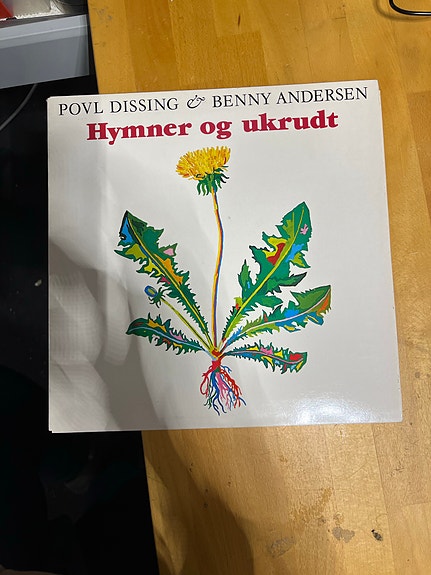 POVL DISSING & BENNY ANDERSEN
Hymner og ukrudt